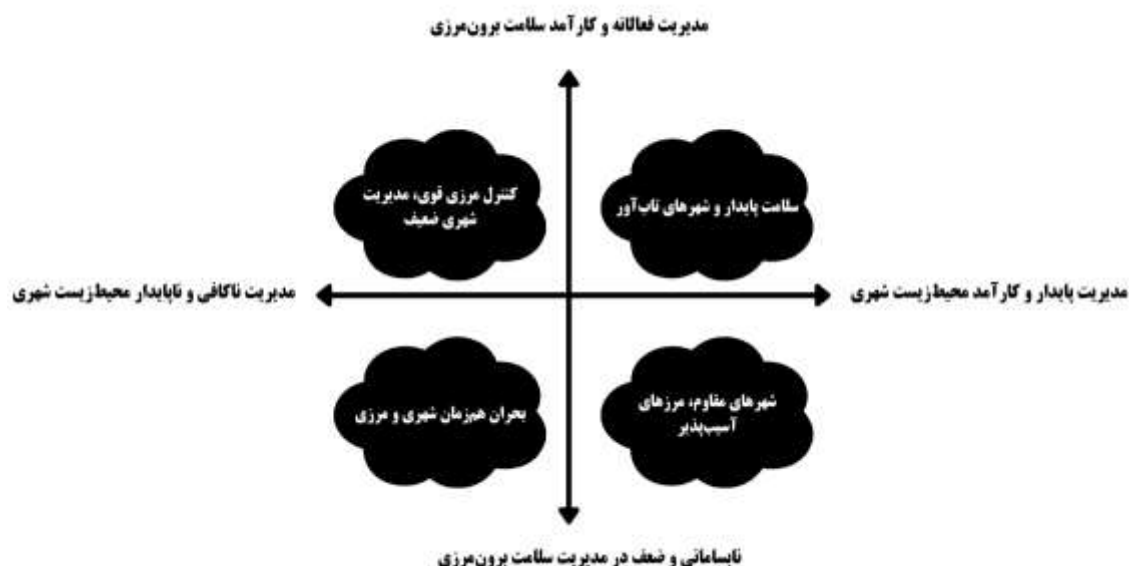 مدیریت فعالانه و کارآمد سلامت برون‌مرزی
سلامت پایدار و شهرهای تاب‌آور
کنترل مرزی قوی، مدیریت
شهری ضعیف
مدیریت پایدار و کارآمد محیط‌زیست شهری
مدیریت ناکافی و ناپایدار محیط‌زیست شهری
شهرهای مقاوم، مرزهای
آسیب‌پذیر
بحران هم‌زمان شهری و مرزی
نابسامانی و ضعف در مدیریت سلامت برون‌مرزی